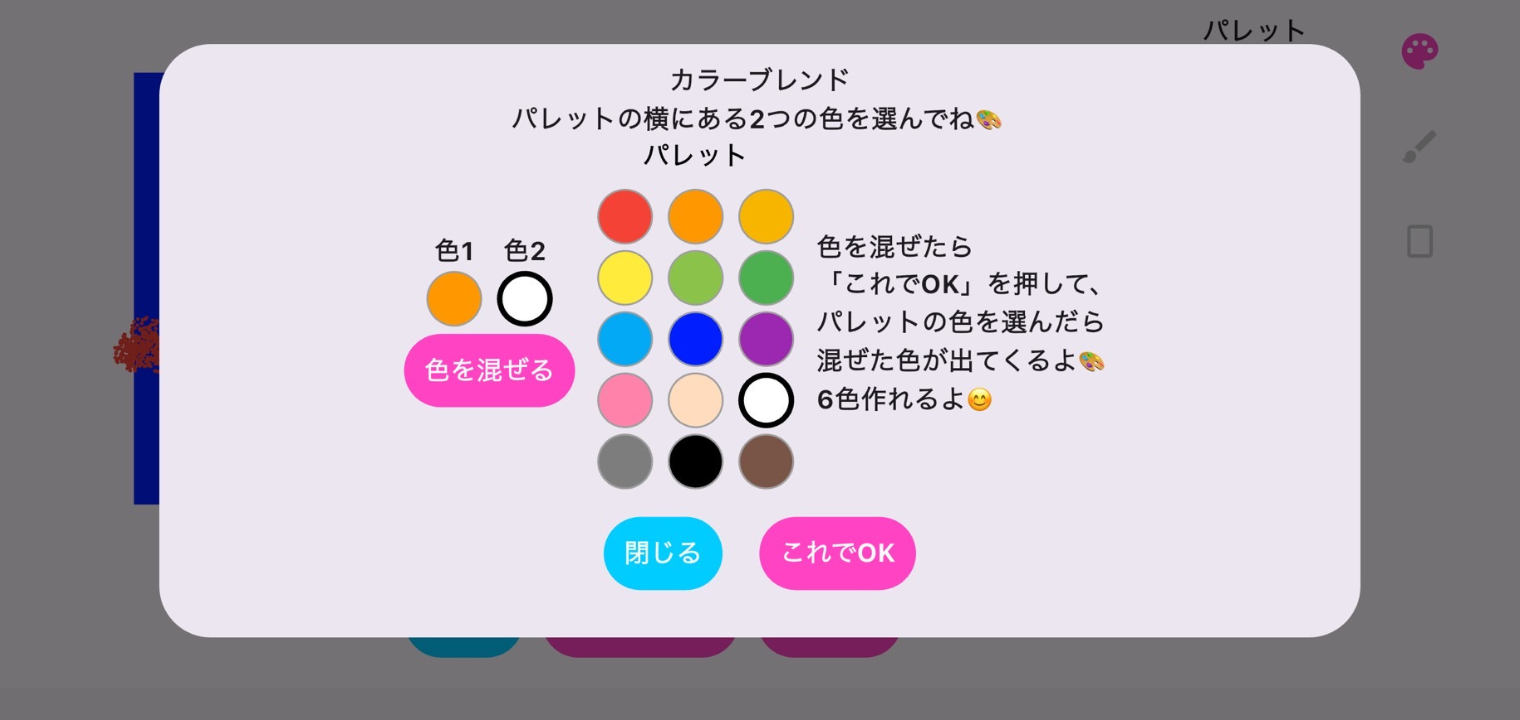 パレット
カラーブレンド
パレットの横にある2つの色を選んでね🎨
パレット
色1 色2
色を混ぜる
色を混ぜたら
「これでOK」を押して、
パレットの色を選んだら
混ぜた色が出てくるよ🎨
6色作れるよ😊
閉じる
これでOK